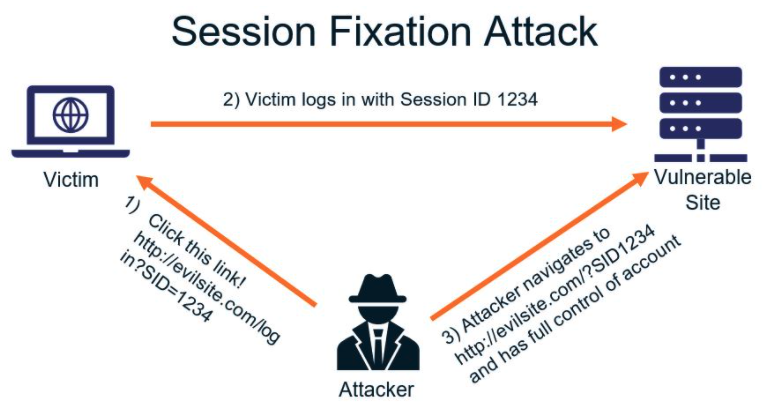 Session Fixation Attack
2) Victim logs in with Session ID 1234
Victim
Vulnerable
Site
1) Click this link!
http://evilsite.com/log
in?SID=1234
3) Attacker navigates to
http://evilsite.com/?SID1234
and has full control of account
Attacker